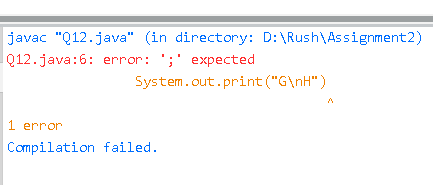 javac "Q12.java" (in directory: D:\Rush\Assignment2)
Q12.java:6: error: ';' expected
System.out.print("G\nH")
^
1 error
Compilation failed.